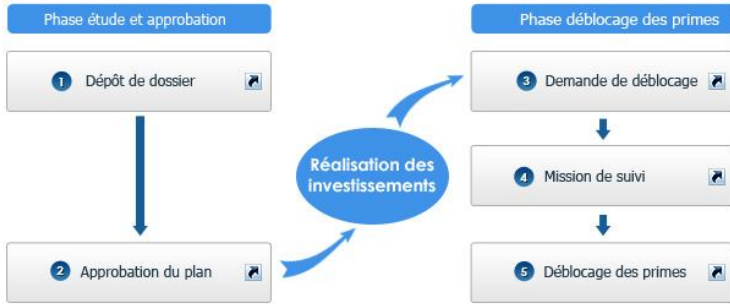 Phase étude et approbation
1 Dépôt de dossier
2 Approbation du plan
Réalisation des
investissements
Phase déblocage des primes
3 Demande de déblocage
4 Mission de suivi
5 Déblocage des primes